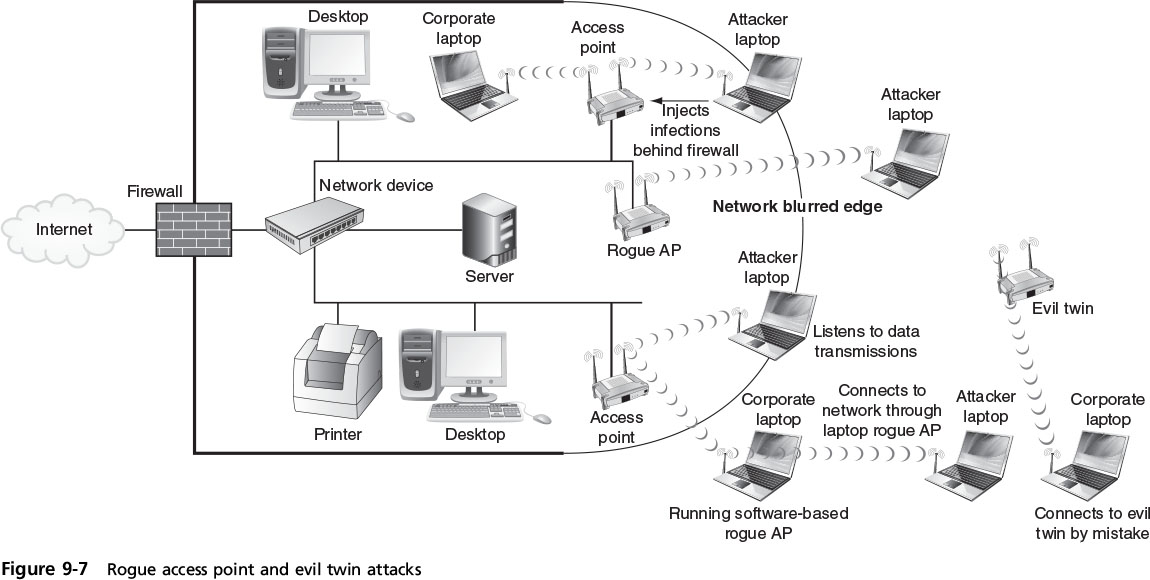 Desktop
Corporate
laptop
Access
point
Attacker
laptop
Injects
infections
behind firewall
Attacker
laptop
Internet
Firewall
Network device
Server
Rogue AP
Network blurred edge
Attacker
laptop
Listens to data
transmissions
Evil twin
Printer
Desktop
Access
point
Corporate
laptop
Running software-based
rogue AP
Connects to
network through
laptop rogue AP
Attacker
laptop
Corporate
laptop
Connects to evil
twin by mistake
Figure 9-7 Rogue access point and evil twin attacks